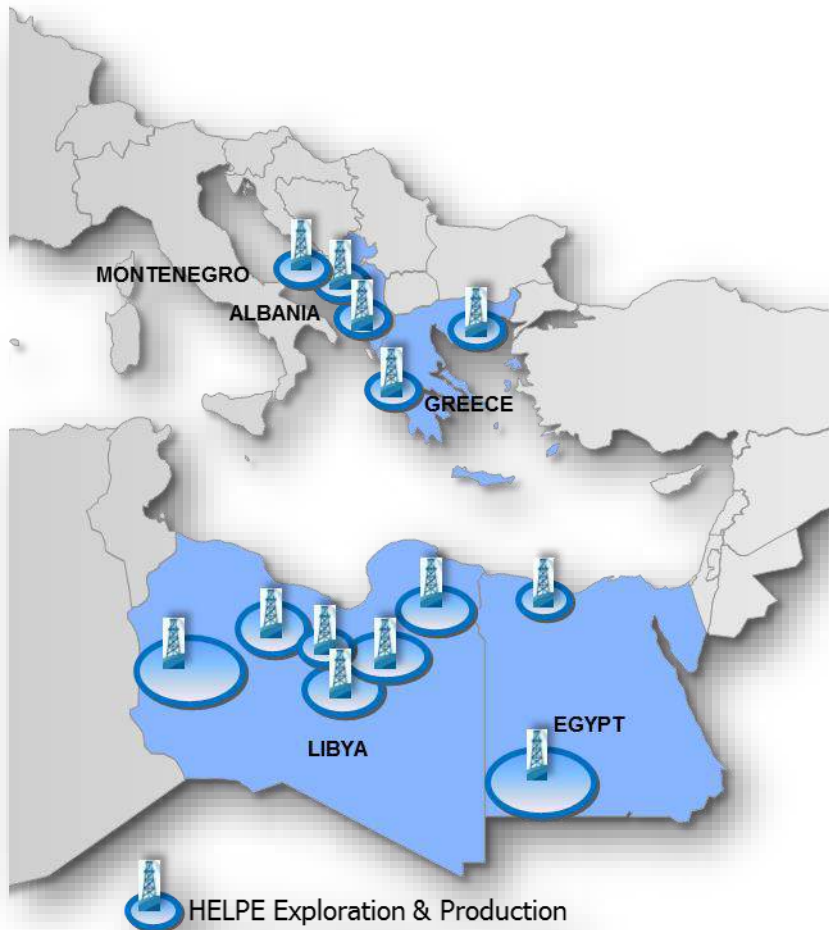 MONTENEGRO
ALBANIA
GREECE
EGYPT
LIBYA
HELPE Exploration & Production